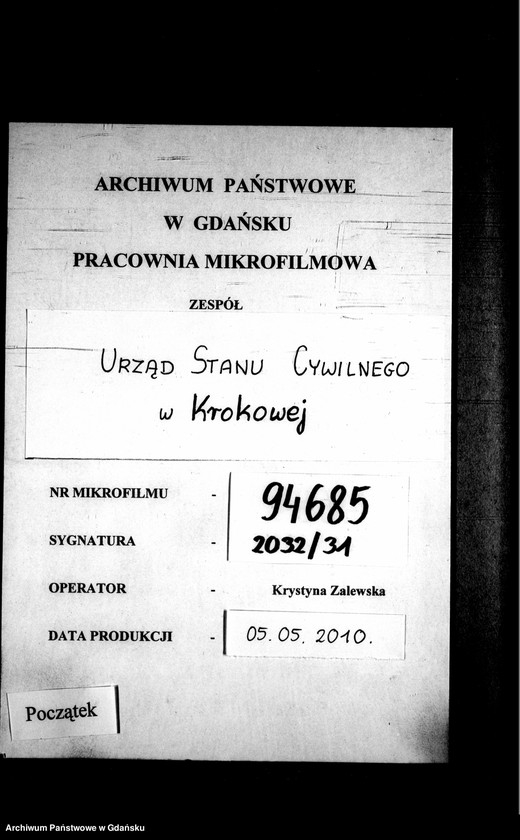 ARCHIWUM PAŃSTWOWE
W GDAŃSKU
PRACOWNIA MIKROFILMOWA
ZESPÓŁ
URZĄD STANU CYWILNEGO
w Krokowej
NR MIKROFILMU - 94685
SYGNATURA - 2032/31
OPERATOR - Krystyna Zalewska
DATA PRODUKCJI - 05.05.2010.
Początek
Archiwum Państwowe w Gdańsku